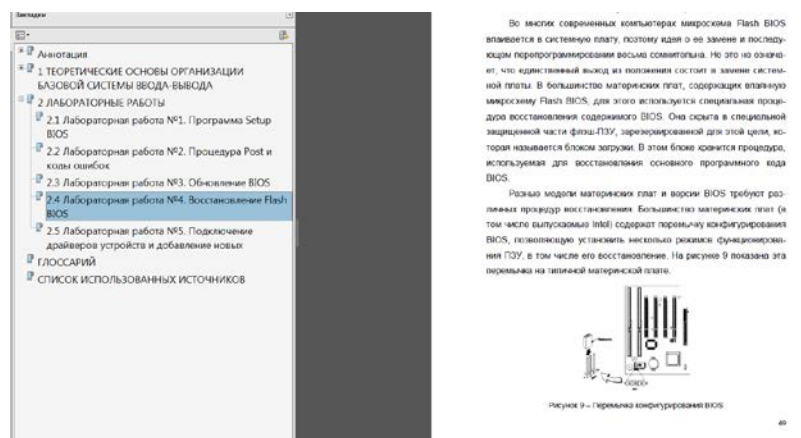 Закладки
Аннотация
1 ТЕОРЕТИЧЕСКИЕ ОСНОВЫ ОРГАНИЗАЦИИ
БАЗОВОЙ СИСТЕМЫ ВВОДА-ВЫВОДА
2 ЛАБОРАТОРНЫЕ РАБОТЫ
2.1 Лабораторная работа №1. Программа Setup
BIOS
2.2 Лабораторная работа №2. Процедура Post и
коды ошибок
2.3 Лабораторная работа №3. Обновление BIOS
2.4 Лабораторная работа №4. Восстановление Flash
BIOS
2.5 Лабораторная работа №5. Подключение
драйверов устройств и добавление новых
ГЛОССАРИЙ
СПИСОК ИСПОЛЬЗОВАННЫХ ИСТОЧНИКОВ
Во многих современных компьютерах микросхема Flash BIOS
впаивается в системную плату, поэтому идея о ее замене и последу-
ющем перепрограммировании весьма сомнительна. Но это не означа-
ет, что единственный выход из положения состоит в замене систем-
ной платы. В большинстве материнских плат, содержащих впаянную
микросхему Flash BIOS, для этого используется специальная проце-
дура восстановления содержимого BIOS. Она скрыта в специальной
защищенной части флэш-ПЗУ, зарезервированной для этой цели, ко-
торая называется блоком загрузки. В этом блоке хранится процедура,
используемая для восстановления основного программного кода
BIOS.
Разные модели материнских плат и версии BIOS требуют раз-
личных процедур восстановления. Большинство материнских плат (в
том числе выпускаемые Intel) содержат перемычку конфигурирования
BIOS, позволяющую установить несколько режимов функционирова-
ния ПЗУ, в том числе его восстановление. На рисунке 9 показана эта
перемычка на типичной материнской плате.
Рисунок 9 – Перемычка конфигурирования BIOS
49